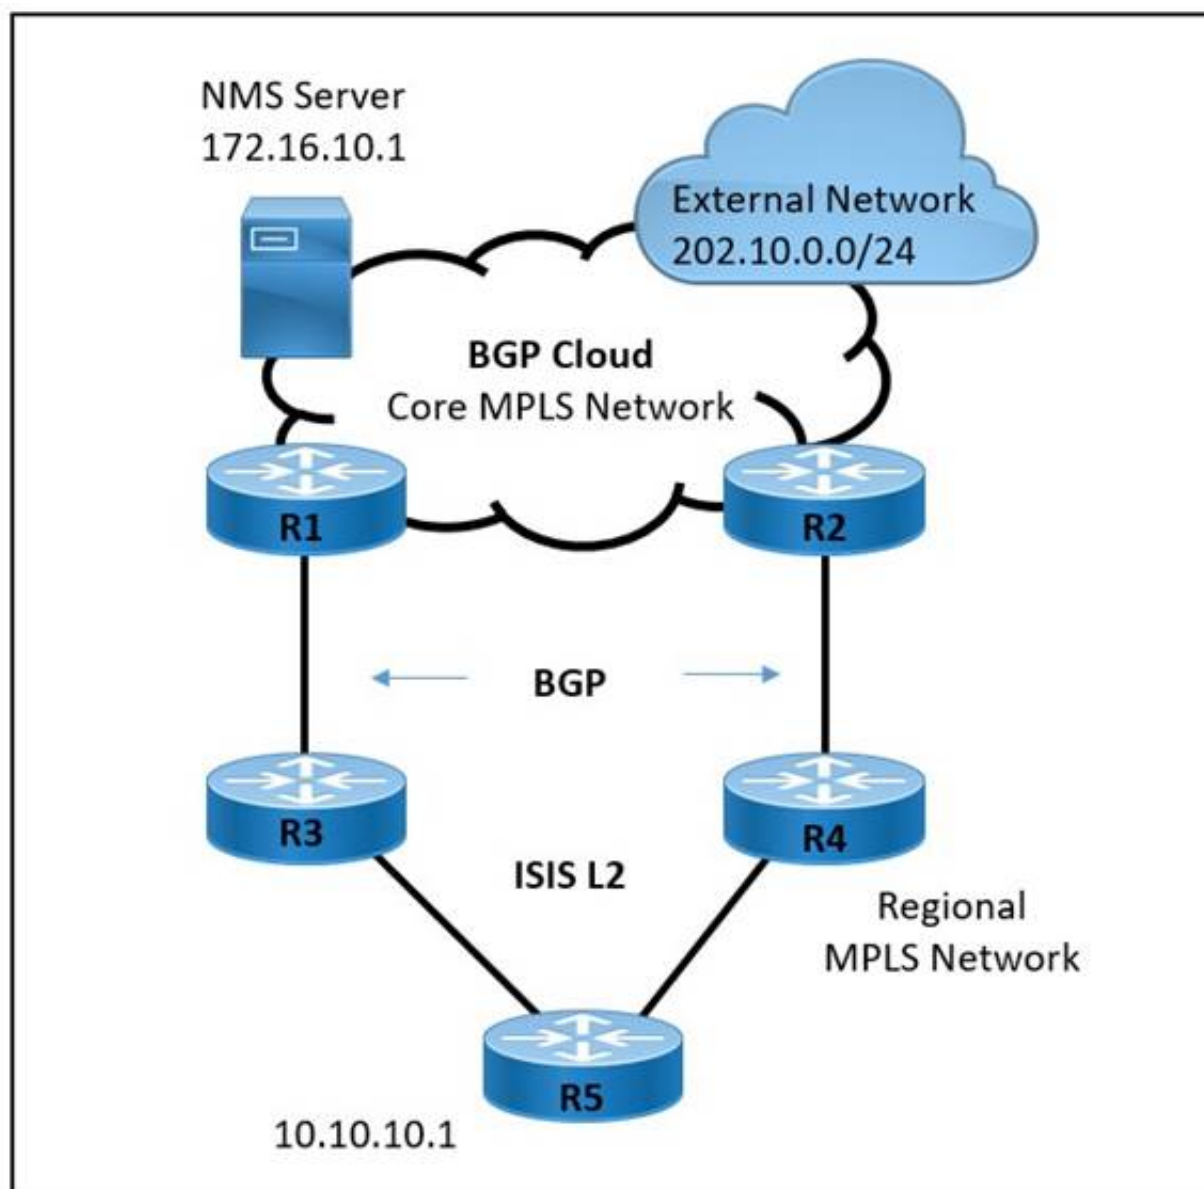 NMS Server
172.16.10.1
External Network
202.10.0.0/24
BGP Cloud
Core MPLS Network
R1
R2
BGP
R3
R4
ISIS L2
Regional
MPLS Network
R5
10.10.10.1